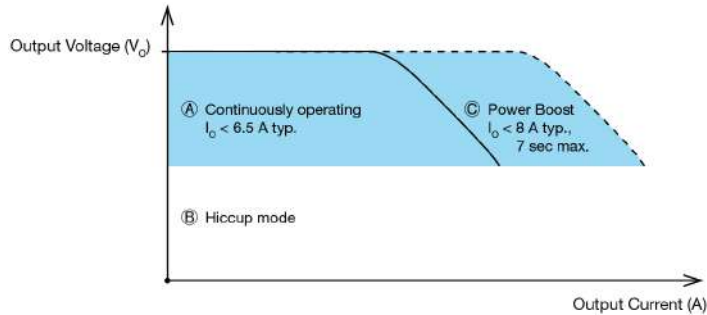 Output Voltage (Vo)
Ⓐ Continuously operating
Io < 6.5 A typ.
Ⓒ Power Boost
Io < 8 A typ.,
7 sec max.
Ⓑ Hiccup mode
Output Current (A)